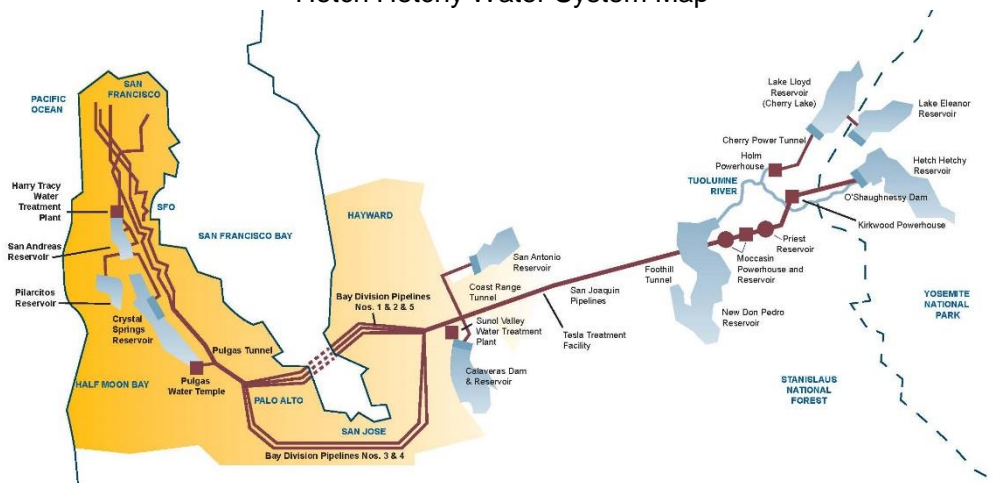 Hetch Hetchy Water System Map
PACIFIC
OCEAN
SAN
FRANCISCO
Harry Tracy
Water
Treatment
Plant
SFO
San Andreas
Reservoir
SAN FRANCISCO BAY
HAYWARD
Pilarcitos
Reservoir
Crystal
Springs
Reservoir
HALF MOON BAY
Pulgas Tunnel
Pulgas
Water Temple
PALO ALTO
SAN JOSE
Bay Division Pipelines
Nos. 1 & 2 & 5
Bay Division Pipelines Nos. 3 & 4
San Antonio
Reservoir
Coast Range
Tunnel
Sunol Valley
Water Treatment
Plant
Calaveras Dam
& Reservoir
San Joaquin
Pipelines
Tesla Treatment
Facility
Foothill
Tunnel
New Don Pedro
Reservoir
Moccasin
Powerhouse and
Reservoir
Priest
Reservoir
TUOLUMNE
RIVER
Holm
Powerhouse
Cherry Power Tunnel
Lake Lloyd
Reservoir
(Cherry Lake)
Lake Eleanor
Reservoir
Hetch Hetchy
Reservoir
O'Shaughnessy Dam
Kirkwood Powerhouse
YOSEMITE
NATIONAL
PARK
STANISLAUS
NATIONAL
FOREST